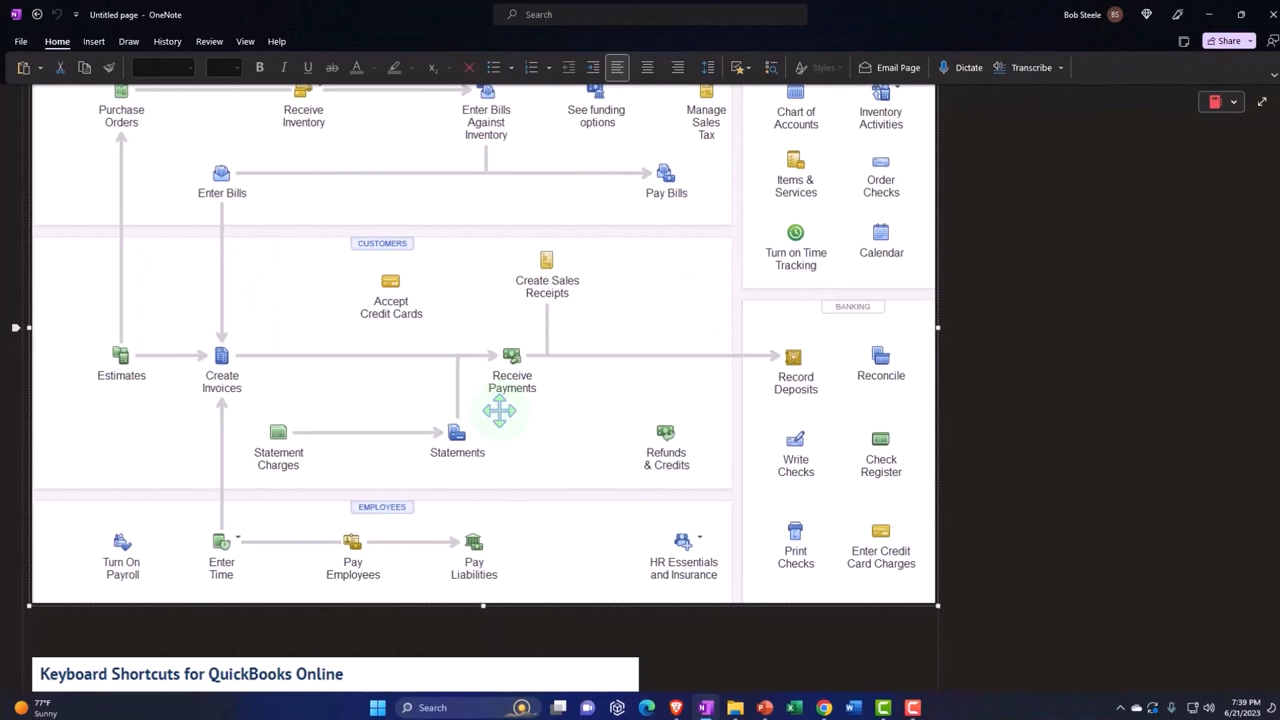 Untitled page - OneNote
Search
Bob Steele
BS
File
Home
Insert
Draw
History
Review
View
Help
Share
B
I
U
ab
A
Styles
Email Page
Dictate
Transcribe
Purchase
Orders
Receive
Inventory
Enter Bills
Against
Inventory
See funding
options
Manage
Sales
Tax
Chart of
Accounts
Inventory
Activities
Enter Bills
Pay Bills
Items &
Services
Order
Checks
CUSTOMERS
Turn on Time
Tracking
Calendar
Accept
Credit Cards
Create Sales
Receipts
BANKING
Estimates
Create
Invoices
Receive
Payments
Record
Deposits
Reconcile
Statement
Charges
Statements
Refunds
& Credits
Write
Checks
Check
Register
EMPLOYEES
Turn On
Payroll
Enter
Time
Pay
Employees
Pay
Liabilities
HR Essentials
and Insurance
Print
Checks
Enter Credit
Card Charges
Keyboard Shortcuts for QuickBooks Online
77°F
Sunny
Search
7:39 PM
6/21/2023